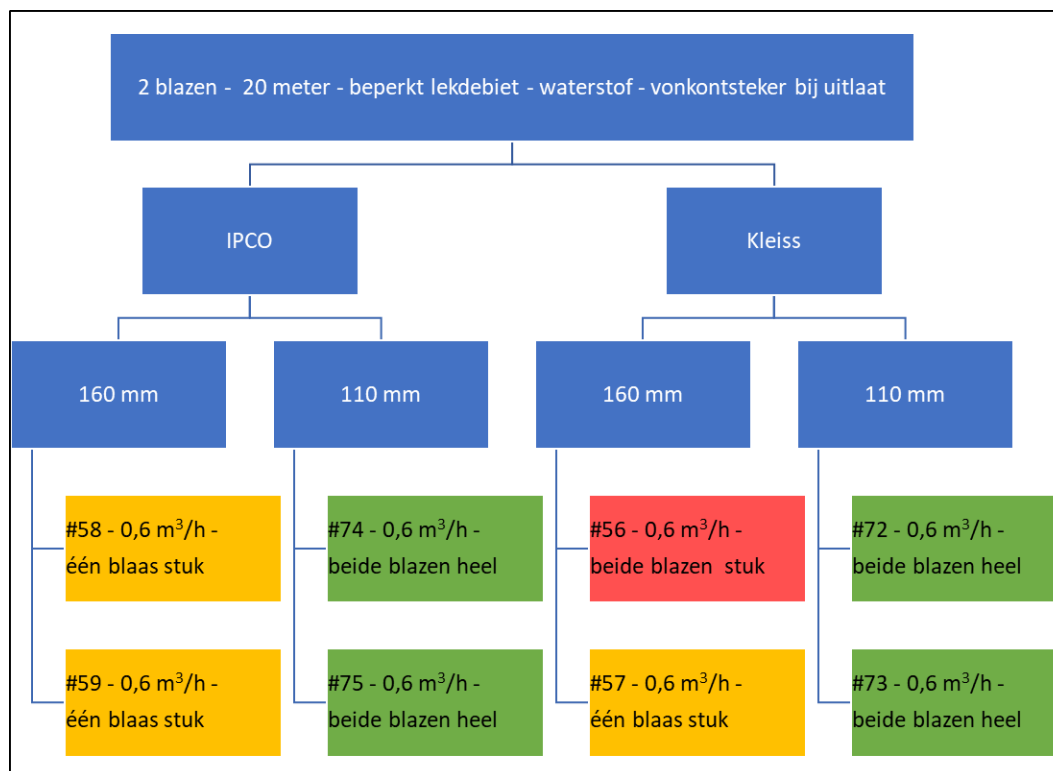 2 blazen - 20 meter - beperkt lekdebiet - waterstof - vonkontsteker bij uitlaat
IPCO
Kleiss
160 mm
110 mm
160 mm
110 mm
#58 - 0,6 m³/h -
één blaas stuk
#74 - 0,6 m³/h -
beide blazen heel
#56 - 0,6 m³/h -
beide blazen stuk
#72 - 0,6 m³/h -
beide blazen heel
#59 - 0,6 m³/h -
één blaas stuk
#75 - 0,6 m³/h -
beide blazen heel
#57 - 0,6 m³/h -
één blaas stuk
#73 - 0,6 m³/h -
beide blazen heel